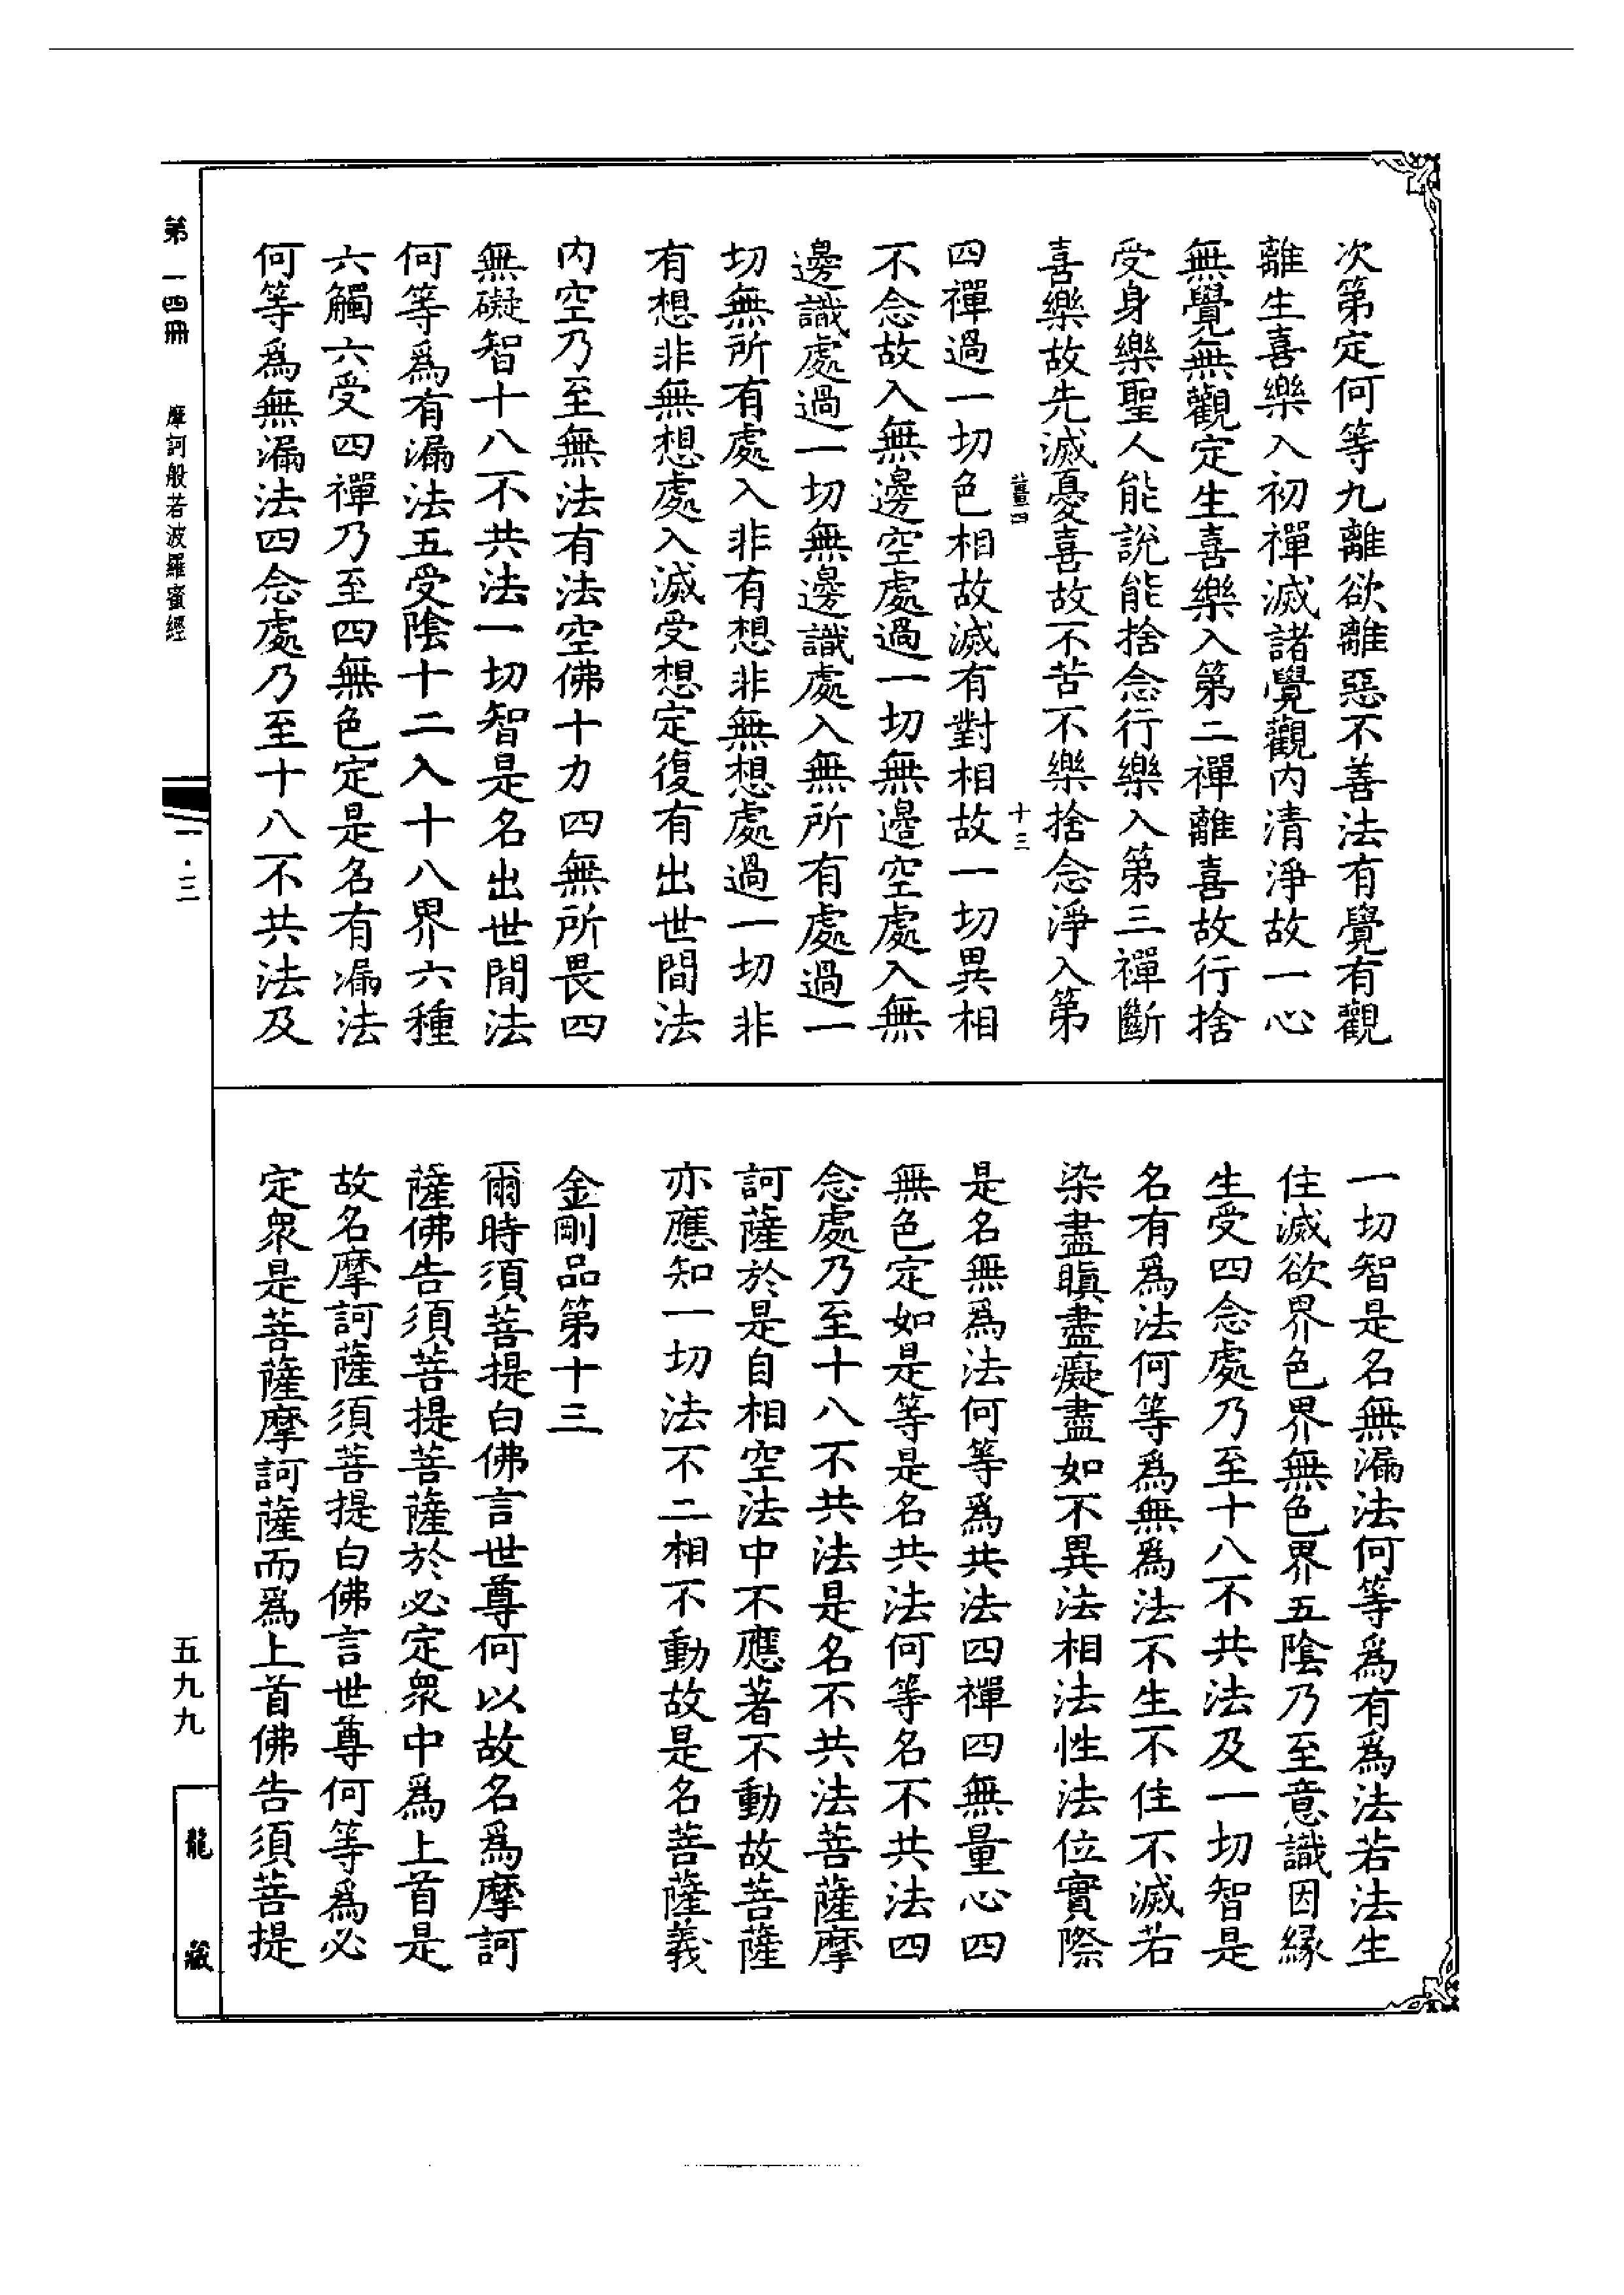 次第定何等九離欲離惡不善法有覺有觀
離生喜樂入初禪滅諸覺觀内清淨故一心
無覺無觀定生喜樂入第二禪離喜故行捨
受身樂聖人能說能捨念行樂入第三禪斷
喜樂故先滅憂喜故不苦不樂捨念淨入第
薑四
十三
四禪過一切色相故滅有對相故一切異相
不念故入無邊空處過一切無邊空處入無
邊識處過一切無邊識處入無所有處過一
切無所有處入非有想非無想處過一切非
有想非無想處入滅受想定復有出世間法
内空乃至無法有法空佛十力四無所畏四
無礙智十八不共法一切智是名出世間法
何等爲有漏法五受陰十二入十八界六種
六觸六受四禪乃至四無色定是名有漏法
何等爲無漏法四念處乃至十八不共法及
一切智是名無漏法何等爲有爲法若法生
住滅欲界色界無色界五陰乃至意識因緣
生受四念處乃至十八不共法及一切智是
名有爲法何等爲無爲法不生不住不滅若
染盡瞋盡癡盡如不異法相法性法位實際
是名無爲法何等爲共法四禪四無量心四
無色定如是等是名共法何等名不共法四
念處乃至十八不共法是名不共法菩薩摩
訶薩於是自相空法中不應著不動故菩薩
亦應知一切法不二相不動故是名菩薩義
金剛品第十三
爾時須菩提白佛言世尊何以故名爲摩訶
薩佛告須菩提菩薩於必定衆中爲上首是
故名摩訶薩須菩提白佛言世尊何等爲必
定衆是菩薩摩訶薩而爲上首佛告須菩提
第一四冊
摩訶般若波羅蜜經
五九九
龍藏